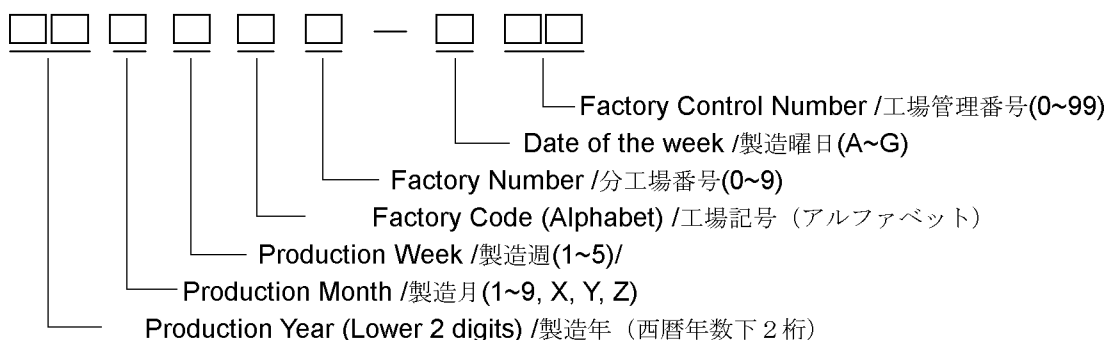 Factory Control Number /工場管理番号(0~99)
Date of the week /製造曜日(A~G)
Factory Number /分工場番号(0~9)
Factory Code (Alphabet) /工場記号（アルファベット）
Production Week /製造週(1~5)/
Production Month /製造月(1~9, X, Y, Z)
Production Year (Lower 2 digits) /製造年（西暦年数下２桁）